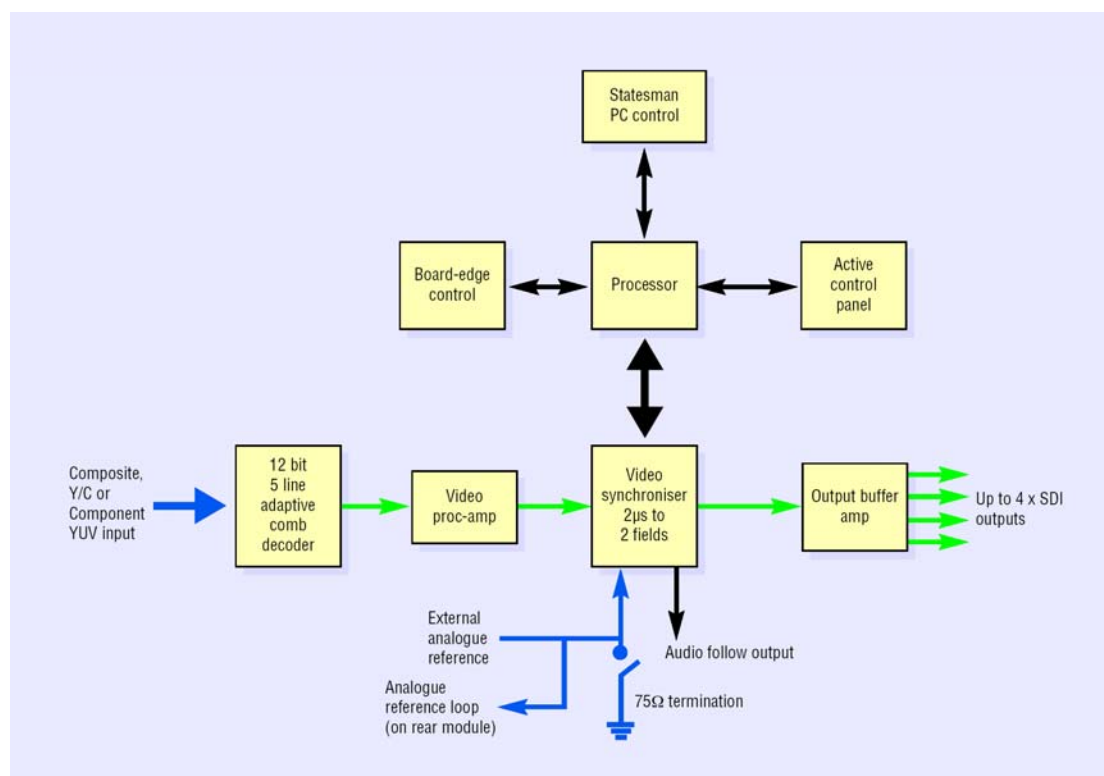 Statesman
PC control
Board-edge
control
Processor
Active
control
panel
Composite,
Y/C or
Component
YUV input
12 bit
5 line
adaptive
comb
decoder
Video
proc-amp
Video
synchroniser
2µs to
2 fields
Output buffer
amp
Up to 4 x SDI
outputs
External
analogue
reference
Audio follow output
Analogue
reference loop
(on rear module)
75Ω termination